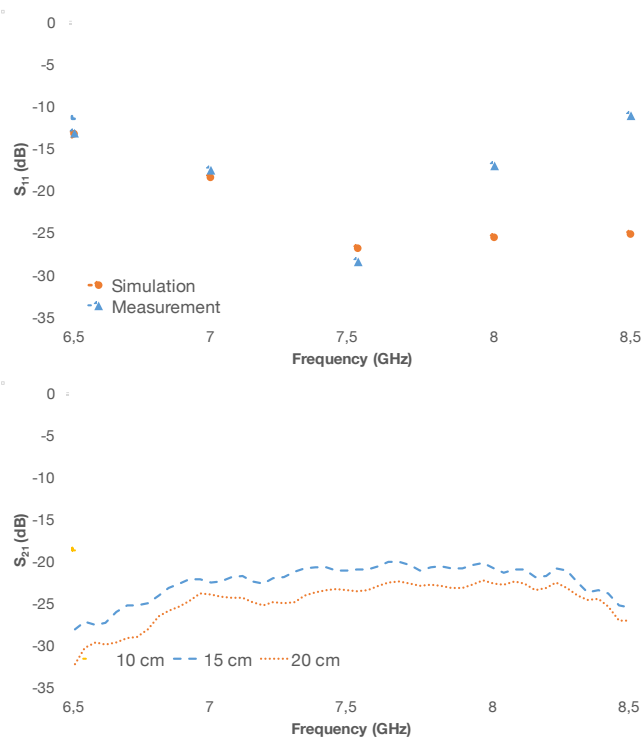 0
-5
-10
-15
-20
-25
-30
-35
S11 (dB)
Simulation
Measurement
6,5 7 7,5 8 8,5
Frequency (GHz)
0
-5
-10
-15
-20
-25
-30
-35
S21 (dB)
10 cm 15 cm 20 cm
6,5 7 7,5 8 8,5
Frequency (GHz)